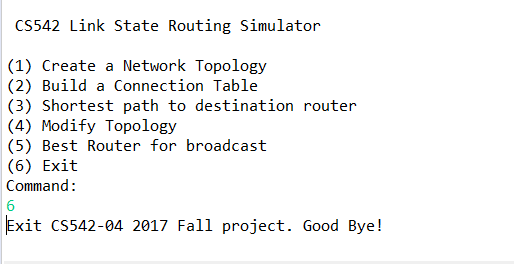 CS542 Link State Routing Simulator
(1) Create a Network Topology
(2) Build a Connection Table
(3) Shortest path to destination router
(4) Modify Topology
(5) Best Router for broadcast
(6) Exit
Command:
6
Exit CS542-04 2017 Fall project. Good Bye!